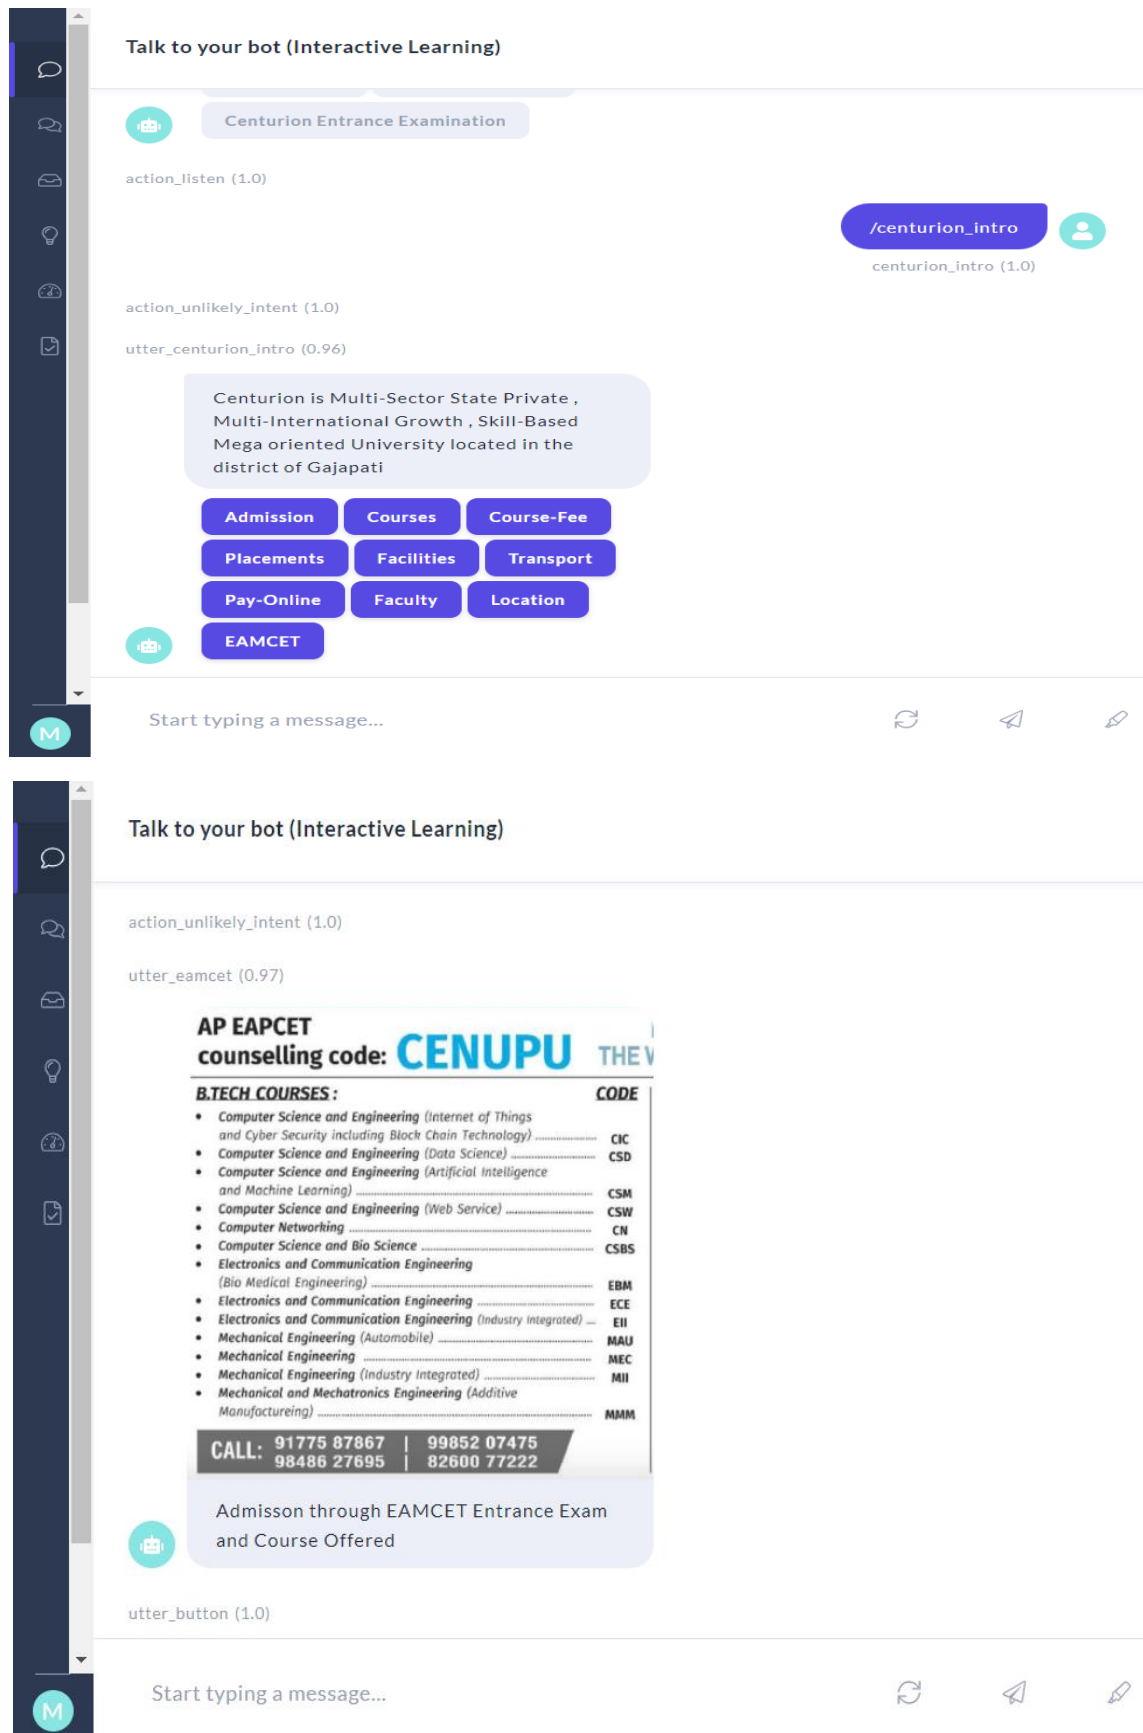 Talk to your bot (Interactive Learning)
Centurion Entrance Examination
action_listen (1.0)
/centurion_intro
centurion_intro (1.0)
action_unlikely_intent (1.0)
utter_centurion_intro (0.96)
Centurion is Multi-Sector State Private ,
Multi-International Growth , Skill-Based
Mega oriented University located in the
district of Gajapati
Admission Courses Course-Fee
Placements Facilities Transport
Pay-Online Faculty Location
EAMCET
Start typing a message...
M
Talk to your bot (Interactive Learning)
action_unlikely_intent (1.0)
utter_eamcet (0.97)
AP EAPCET
counselling code: CENUPU THE
B.TECH COURSES : CODE
• Computer Science and Engineering (Internet of Things
and Cyber Security including Block Chain Technology) CIC
• Computer Science and Engineering (Data Science) CSD
• Computer Science and Engineering (Artificial Intelligence
and Machine Learning) CSM
• Computer Science and Engineering (Web Service) CSW
• Computer Networking CN
• Computer Science and Bio Science CSBS
• Electronics and Communication Engineering
(Bio Medical Engineering) EBM
• Electronics and Communication Engineering ECE
• Electronics and Communication Engineering (Industry Integrated) EII
• Mechanical Engineering (Automobile) MAU
• Mechanical Engineering MEC
• Mechanical Engineering (Industry Integrated) MII
• Mechanical and Mechatronics Engineering (Additive
Manufactureing) MMM
CALL: 91775 87867 | 99852 07475
98486 27695 | 82600 77222
Admisson through EAMCET Entrance Exam
and Course Offered
utter_button (1.0)
Start typing a message...
M